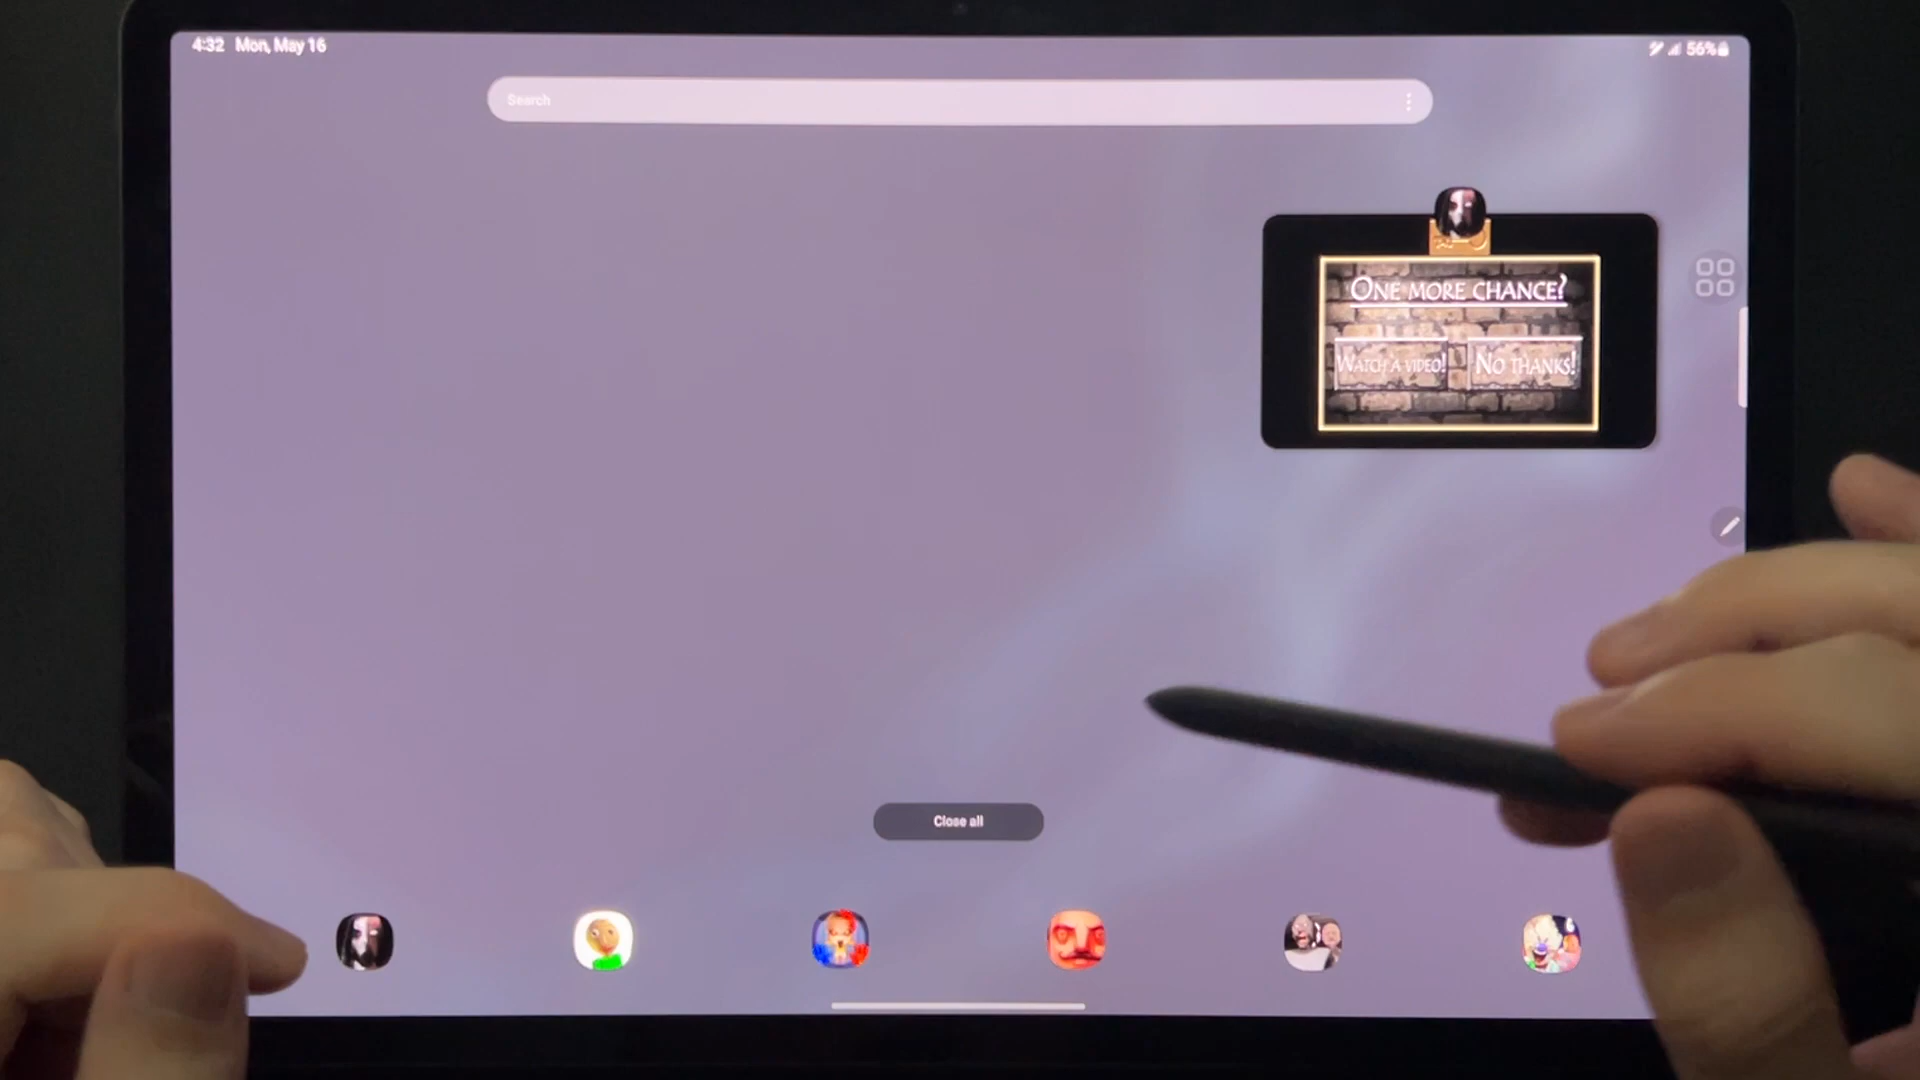 4:32 Mon, May 16
56%
Search
One more chance?
Watch a video!
No thanks!
Close all